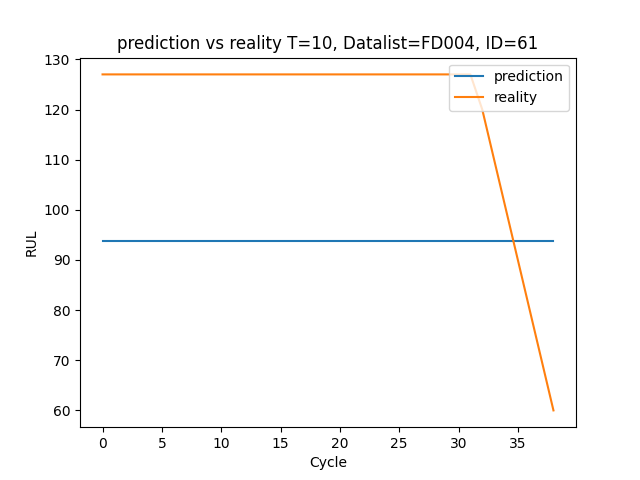 prediction vs reality T=10, Datalist=FD004, ID=61
prediction
reality
130
120
110
100
90
80
70
60
RUL
0 5 10 15 20 25 30 35
Cycle